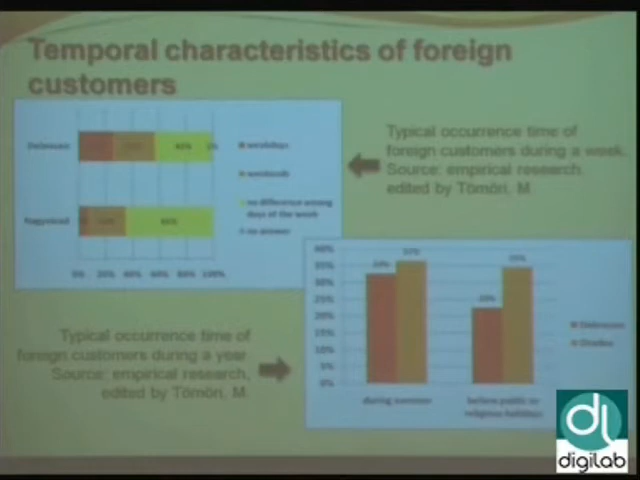 Temporal characteristics of foreign
customers
Typical occurrence time of
foreign customers during a week.
Source: empirical research,
edited by Tömöri. M
Debrecen
weekdays
weekends
Nagyvárad
no difference among
days of the week
no answer
0% 20% 40% 60% 80% 100%
40%
35%
30%
25%
20%
15%
10%
5%
0%
Debrecen
Oradea
during summer
before public or
religious holidays
Typical occurrence time of
foreign customers during a year
Source: empirical research,
edited by Tömöri. M.
dl
digilab